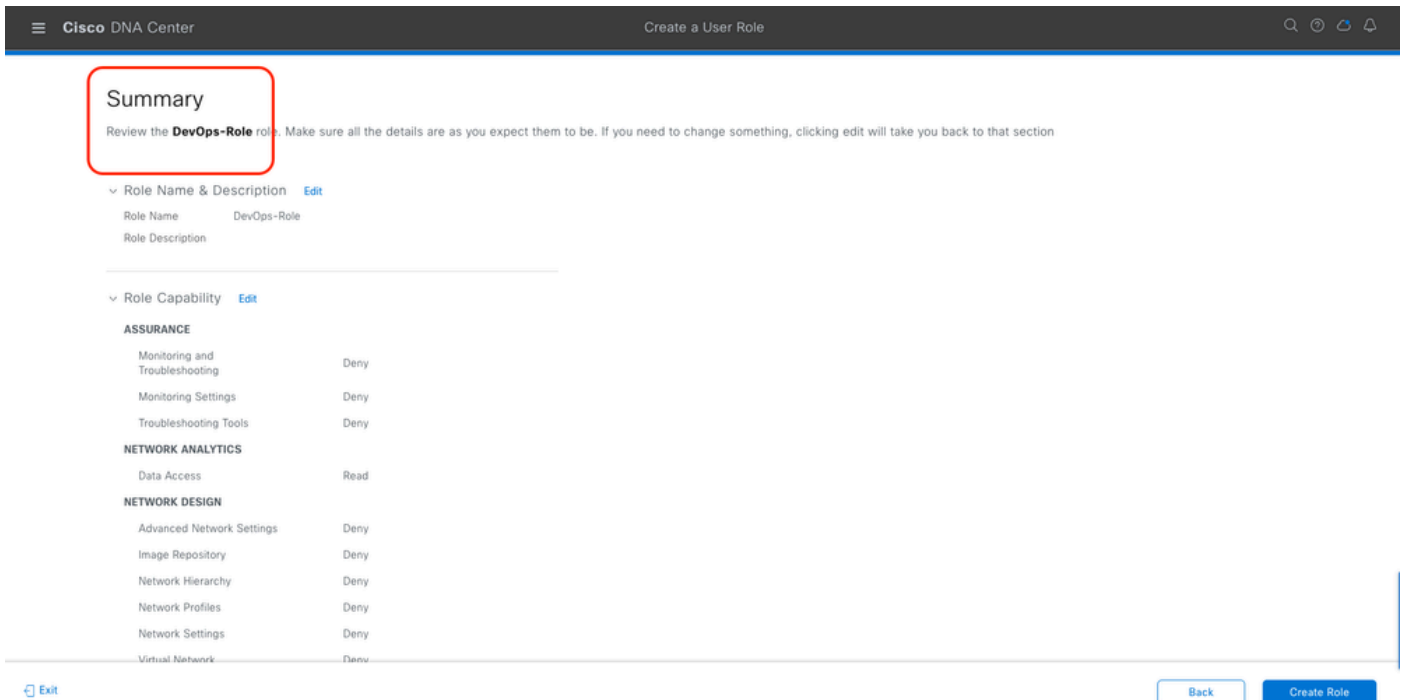 Cisco DNA Center
Create a User Role
Summary
Review the DevOps-Role role. Make sure all the details are as you expect them to be. If you need to change something, clicking edit will take you back to that section
Role Name & Description Edit
Role Name DevOps-Role
Role Description
Role Capability Edit
ASSURANCE
Monitoring and
Troubleshooting Deny
Monitoring Settings Deny
Troubleshooting Tools Deny
NETWORK ANALYTICS
Data Access Read
NETWORK DESIGN
Advanced Network Settings Deny
Image Repository Deny
Network Hierarchy Deny
Network Profiles Deny
Network Settings Deny
Virtual Network Deny
Exit
Back
Create Role